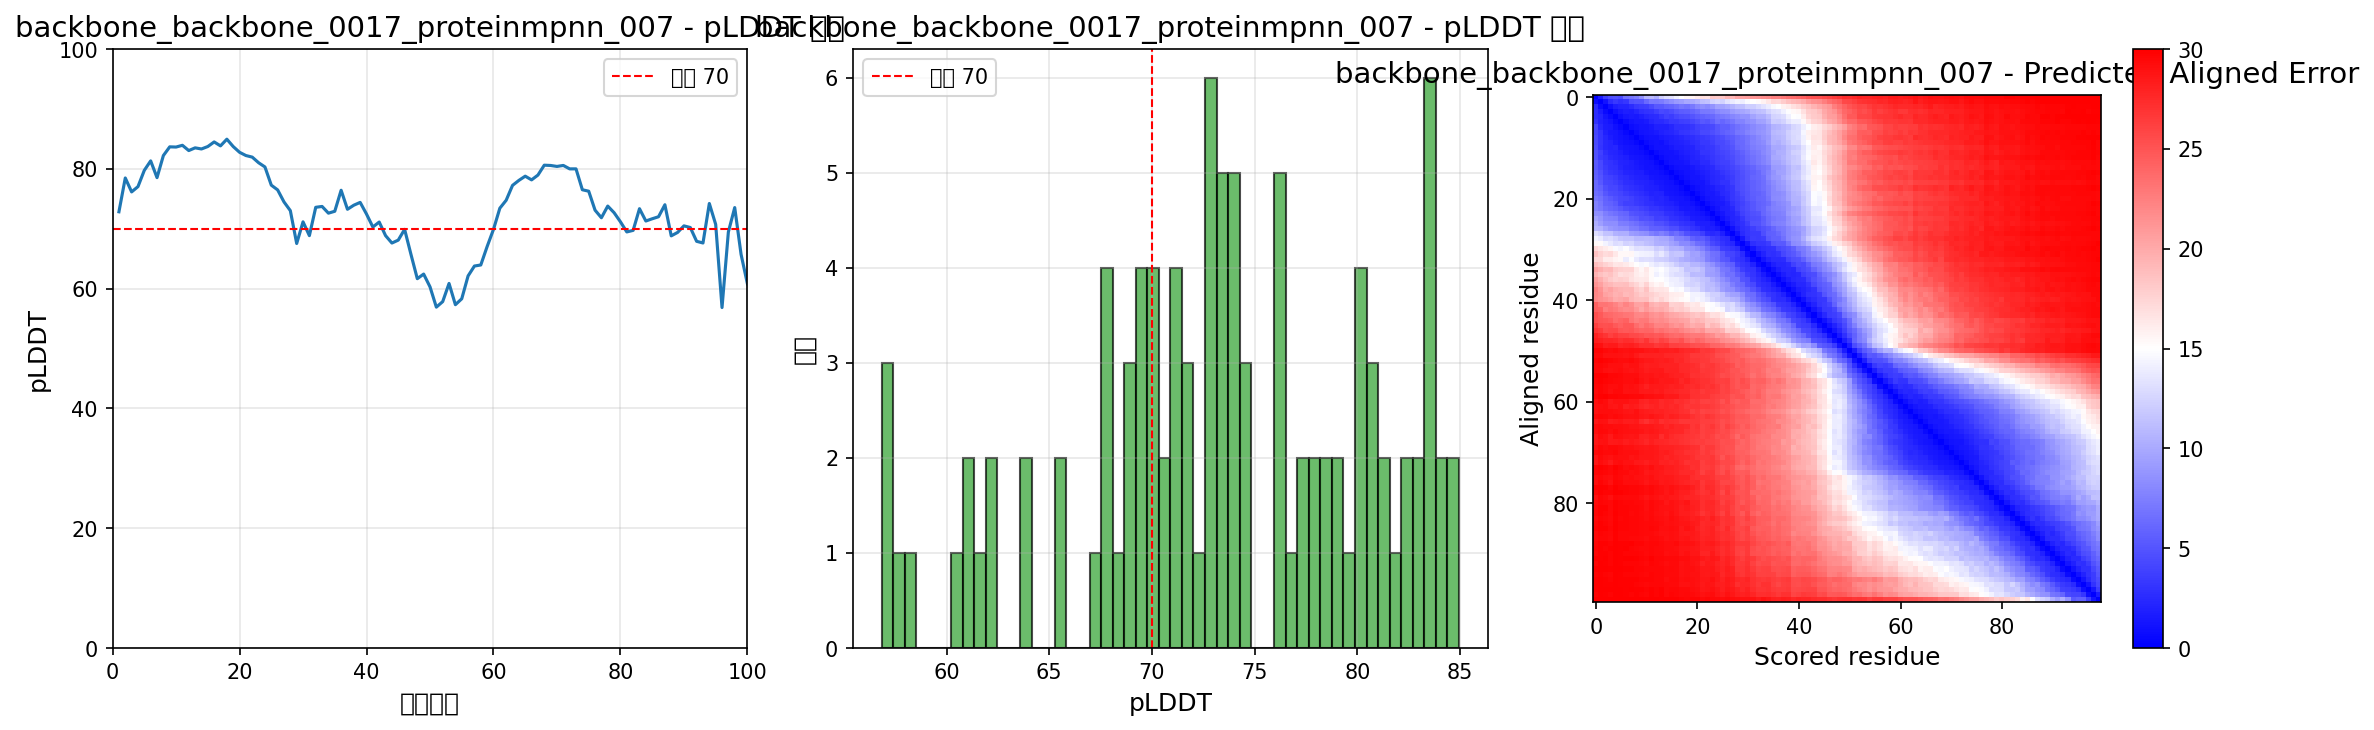 backbone_backbone_0017_proteinmpnn_007 - pLDDT
100
80
60
40
20
0
pLDDT
70
0 20 40 60 80 100
backbone_backbone_0017_proteinmpnn_007 - pLDDT
6
5
4
3
2
1
0
70
60 65 70 75 80 85
pLDDT
backbone_backbone_0017_proteinmpnn_007 - Predicted Aligned Error
0
20
40
60
80
Aligned residue
0 20 40 60 80
Scored residue
30
25
20
15
10
5
0